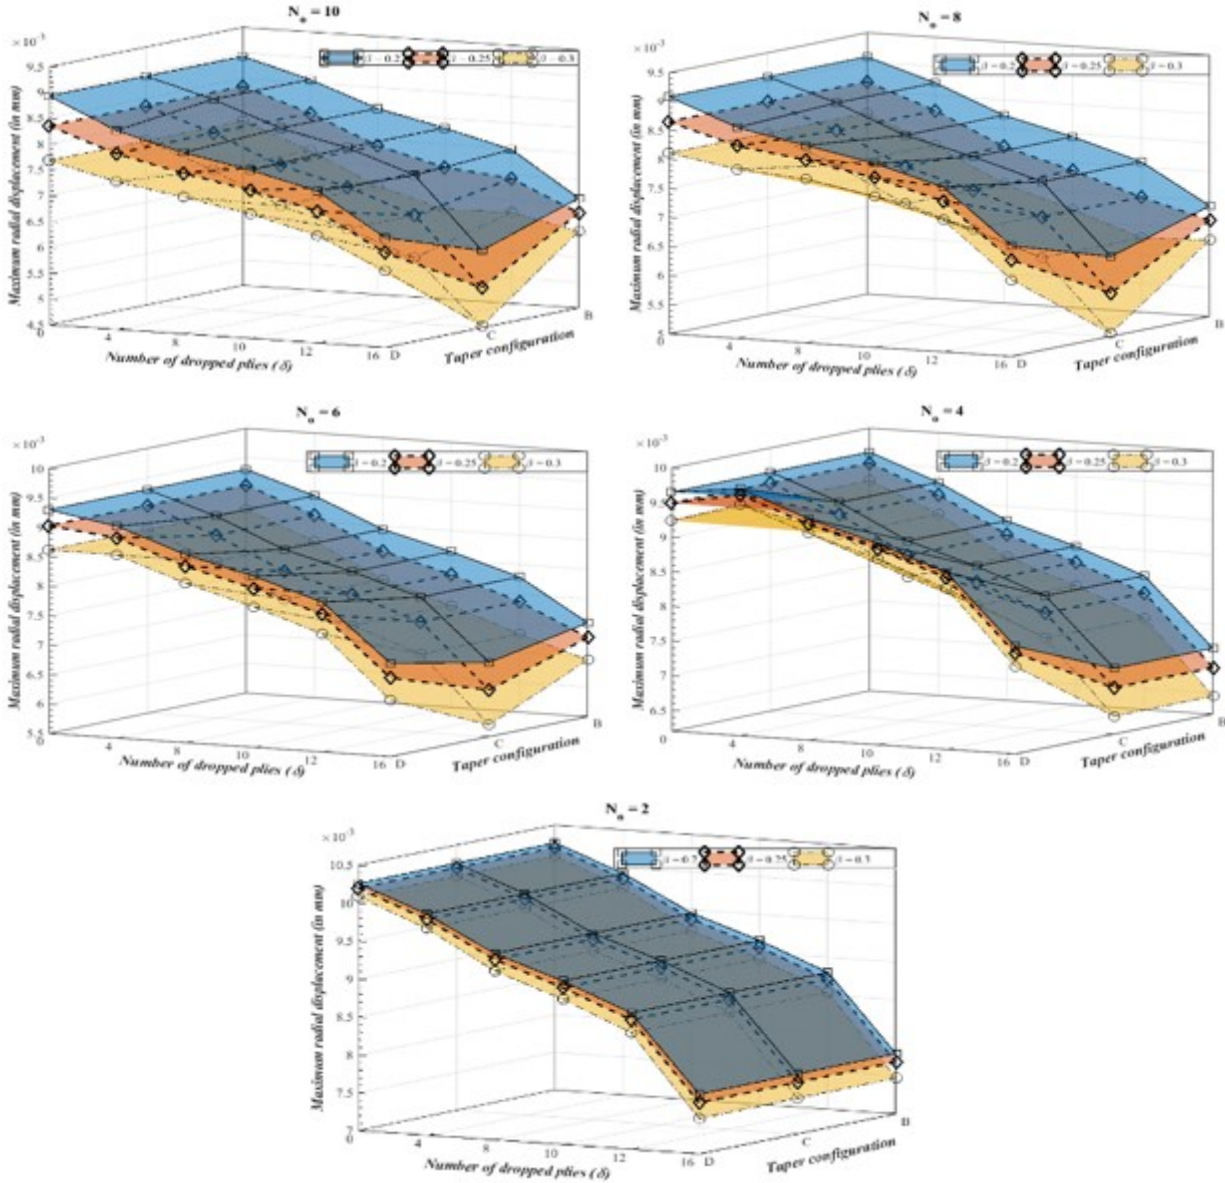 N_o = 10
×10⁻³
β = 0.2 β = 0.25 β = 0.3
9.5
9
8.5
8
7.5
7
6.5
6
5.5
5
4.5
Maximum radial displacement (in mm)
0 4 8 10 12 16
Number of dropped plies (δ)
D C B
Taper configuration
N_o = 8
×10⁻³
β = 0.2 β = 0.25 β = 0.3
9.5
9
8.5
8
7.5
7
6.5
6
5.5
5
Maximum radial displacement (in mm)
0 4 8 10 12 16
Number of dropped plies (δ)
D C B
Taper configuration
N_o = 6
×10⁻³
β = 0.2 β = 0.25 β = 0.3
10
9.5
9
8.5
8
7.5
7
6.5
6
5.5
Maximum radial displacement (in mm)
0 4 8 10 12 16
Number of dropped plies (δ)
D C B
Taper configuration
N_o = 4
×10⁻³
β = 0.2 β = 0.25 β = 0.3
10
9.5
9
8.5
8
7.5
7
6.5
Maximum radial displacement (in mm)
0 4 8 10 12 16
Number of dropped plies (δ)
D C B
Taper configuration
N_o = 2
×10⁻³
β = 0.2 β = 0.25 β = 0.3
10.5
10
9.5
9
8.5
8
7.5
7
Maximum radial displacement (in mm)
0 4 8 10 12 16
Number of dropped plies (δ)
D C B
Taper configuration